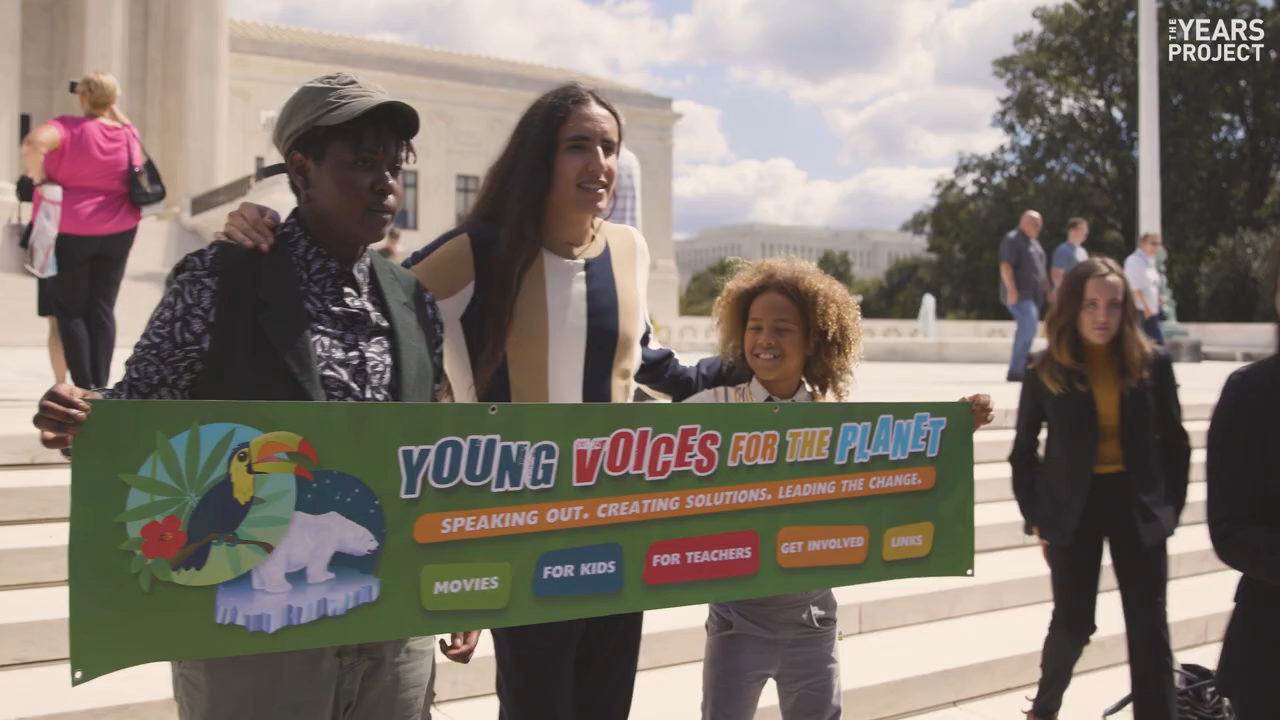 THE YEARS
PROJECT
YOUNG VOICES FOR THE PLANET
SPEAKING OUT. CREATING SOLUTIONS. LEADING THE CHANGE.
MOVIES
FOR KIDS
FOR TEACHERS
GET INVOLVED
LINKS